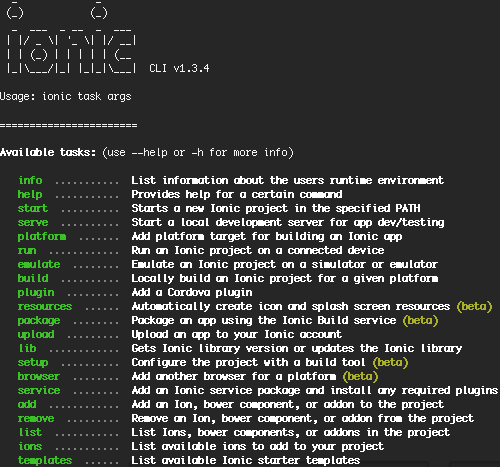 ionic CLI v1.3.4
Usage: ionic task args
=======================
Available tasks: (use --help or -h for more info)
info ........... List information about the users runtime environment
help ........... Provides help for a certain command
start .......... Starts a new Ionic project in the specified PATH
serve .......... Start a local development server for app dev/testing
platform ....... Add platform target for building an Ionic app
run ............ Run an Ionic project on a connected device
emulate ........ Emulate an Ionic project on a simulator or emulator
build .......... Locally build an Ionic project for a given platform
plugin ......... Add a Cordova plugin
resources ...... Automatically create icon and splash screen resources (beta)
package ........ Package an app using the Ionic Build service (beta)
upload ......... Upload an app to your Ionic account
lib ............ Gets Ionic library version or updates the Ionic library
setup .......... Configure the project with a build tool (beta)
browser ........ Add another browser for a platform (beta)
service ........ Add an Ionic service package and install any required plugins
add ............ Add an Ion, bower component, or addon to the project
remove ......... Remove an Ion, bower component, or addon from the project
list ........... List Ions, bower components, or addons in the project
ions ........... List available ions to add to your project
templates ...... List available Ionic starter templates